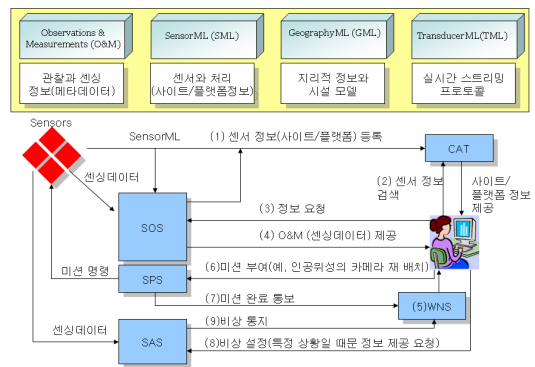 Observations &
Measurements (O&M)
SensorML (SML)
GeographyML (GML)
TransducerML(TML)
관찰과 센싱
정보(메타데이터)
센서와 처리
(사이트/플랫폼정보)
지리적 정보와
시설 모델
실시간 스트리밍
프로토콜
Sensors
SensorML
(1) 센서 정보(사이트/플랫폼) 등록
CAT
센싱데이터
(2) 센서 정보
검색
사이트/
플랫폼 정보
제공
(3) 정보 요청
SOS
(4) O&M (센싱데이터) 제공
미션 명령
(6)미션 부여(예, 인공위성의 카메라 재 배치)
SPS
(7)미션 완료 통보
(5)WNS
센싱데이터
(9)비상 통지
SAS
(8)비상 설정(특정 상황일 때문 정보 제공 요청)